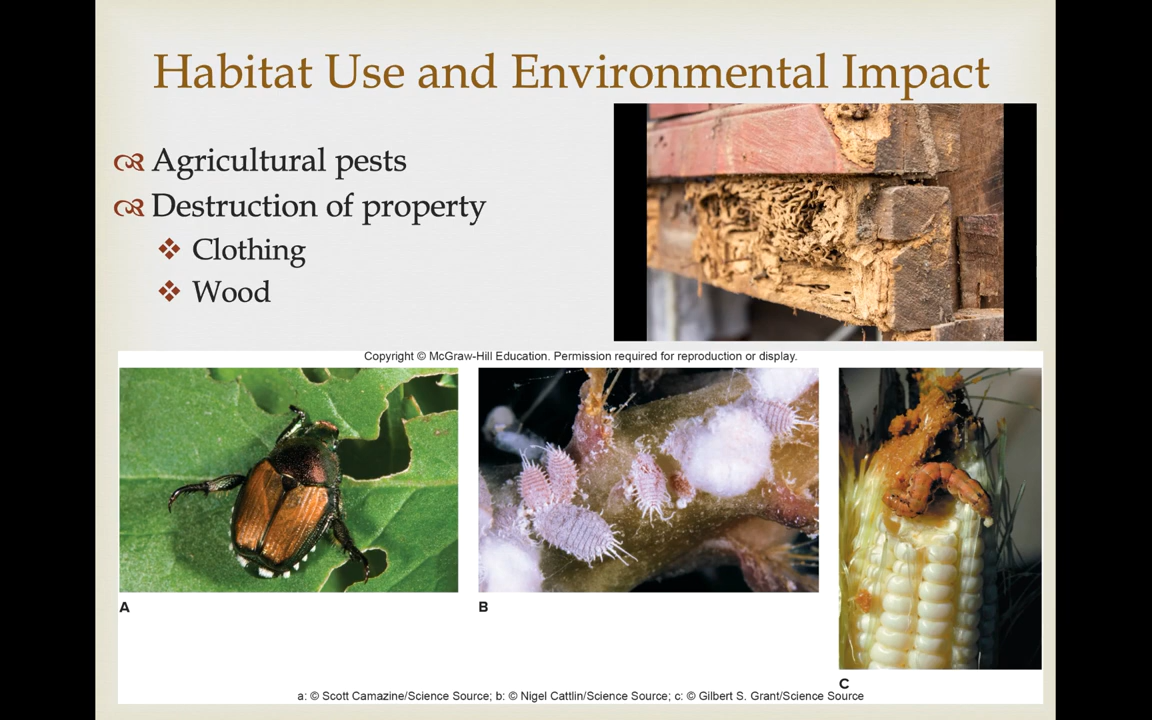 Habitat Use and Environmental Impact
Agricultural pests
Destruction of property
Clothing
Wood
Copyright © McGraw-Hill Education. Permission required for reproduction or display.
A
B
C
a: © Scott Camazine/Science Source; b: © Nigel Cattlin/Science Source; c: © Gilbert S. Grant/Science Source